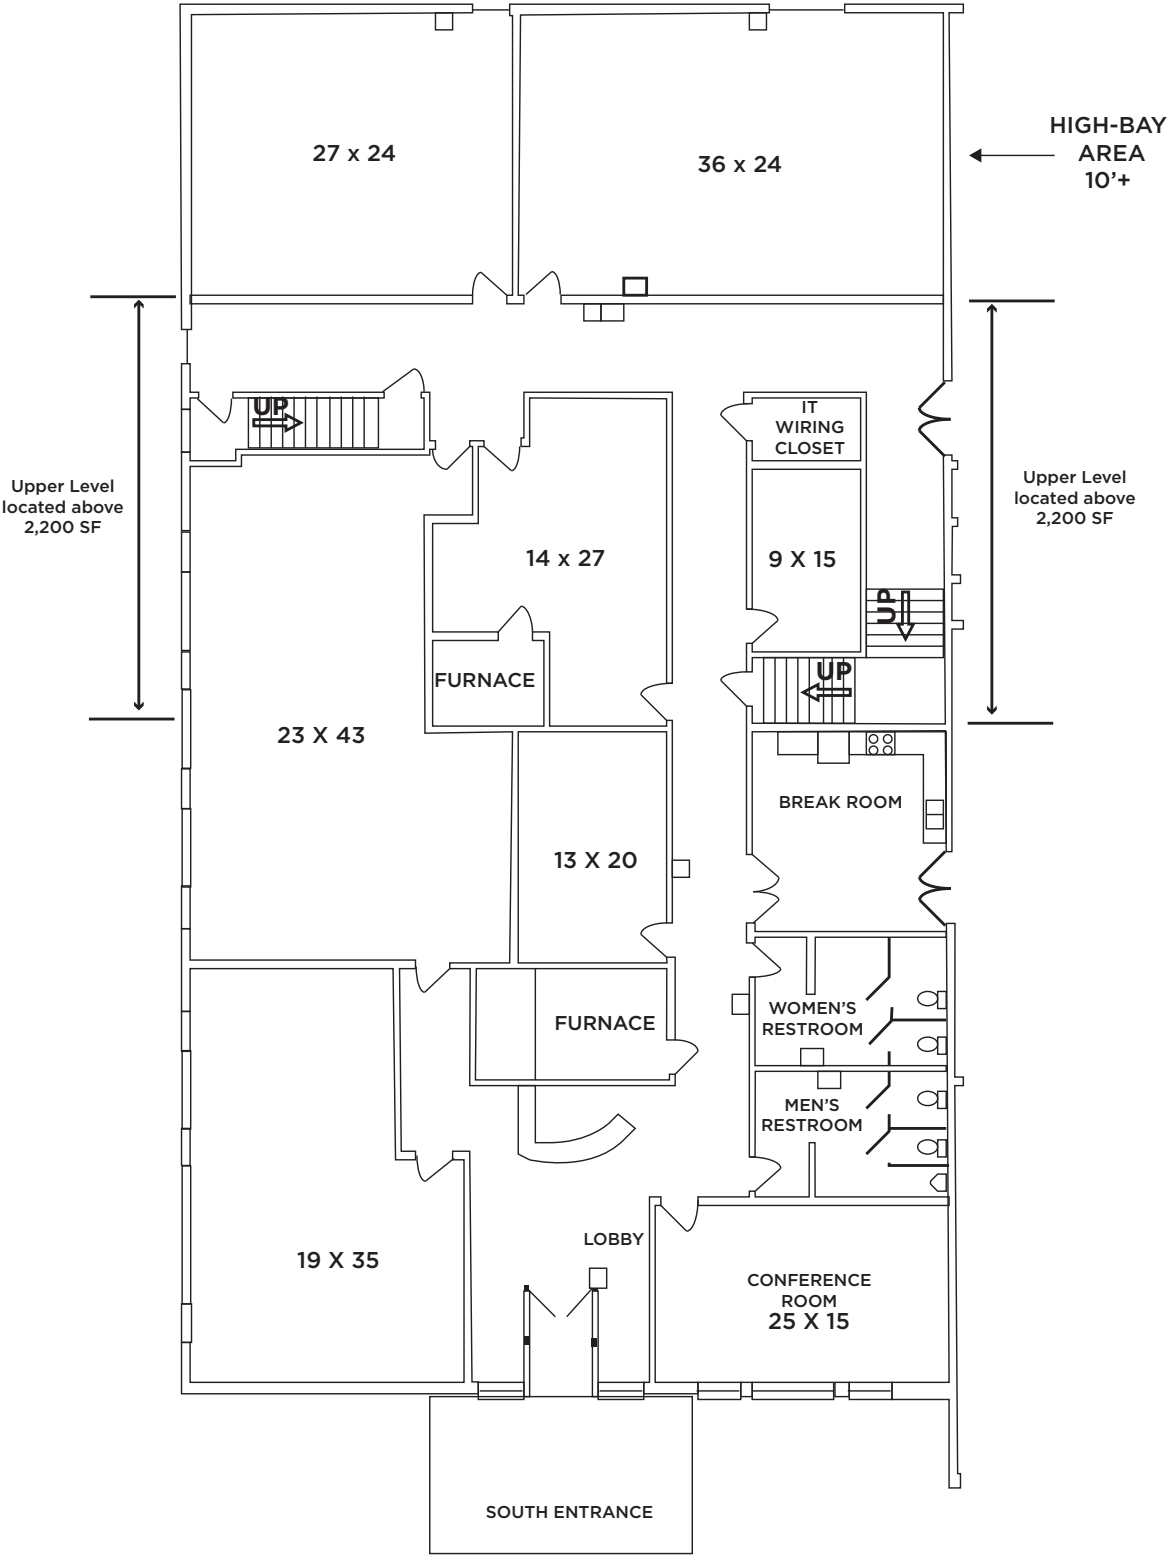 HIGH-BAY
AREA
10’+
27 x 24
36 x 24
UP
IT
WIRING
CLOSET
Upper Level
located above
2,200 SF
Upper Level
located above
2,200 SF
14 x 27
9 X 15
UP
UP
FURNACE
23 X 43
BREAK ROOM
13 X 20
WOMEN’S
RESTROOM
FURNACE
MEN’S
RESTROOM
LOBBY
19 X 35
CONFERENCE
ROOM
25 X 15
SOUTH ENTRANCE